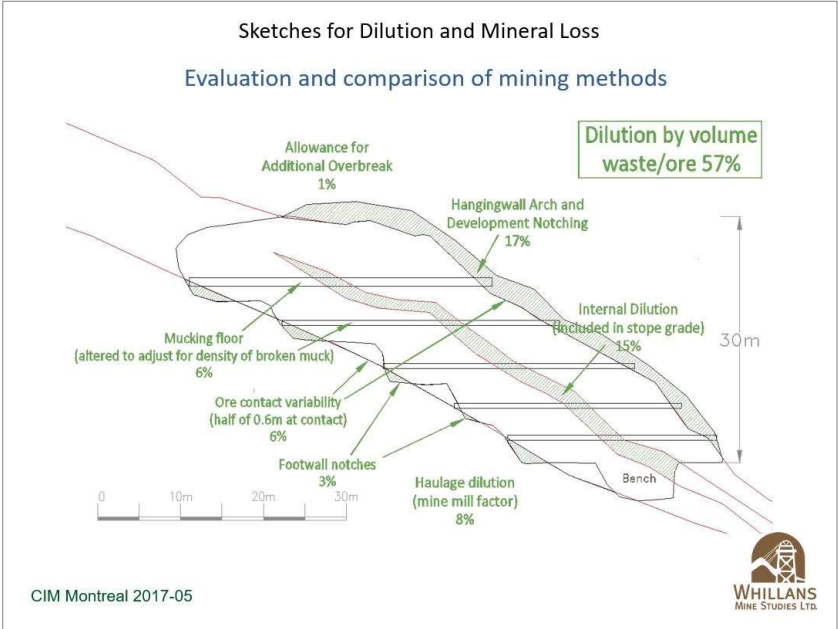 Sketches for Dilution and Mineral Loss
Evaluation and comparison of mining methods
Dilution by volume
waste/ore 57%
Allowance for
Additional Overbreak
1%
Hangingwall Arch and
Development Notching
17%
Internal Dilution
(included in stope grade)
15%
30m
Mucking floor
(altered to adjust for density of broken muck)
6%
Ore contact variability
(half of 0.6m at contact)
6%
Footwall notches
3%
Haulage dilution
(mine mill factor)
8%
Bench
0 10m 20m 30m
CIM Montreal 2017-05
WHILLANS
MINE STUDIES LTD.